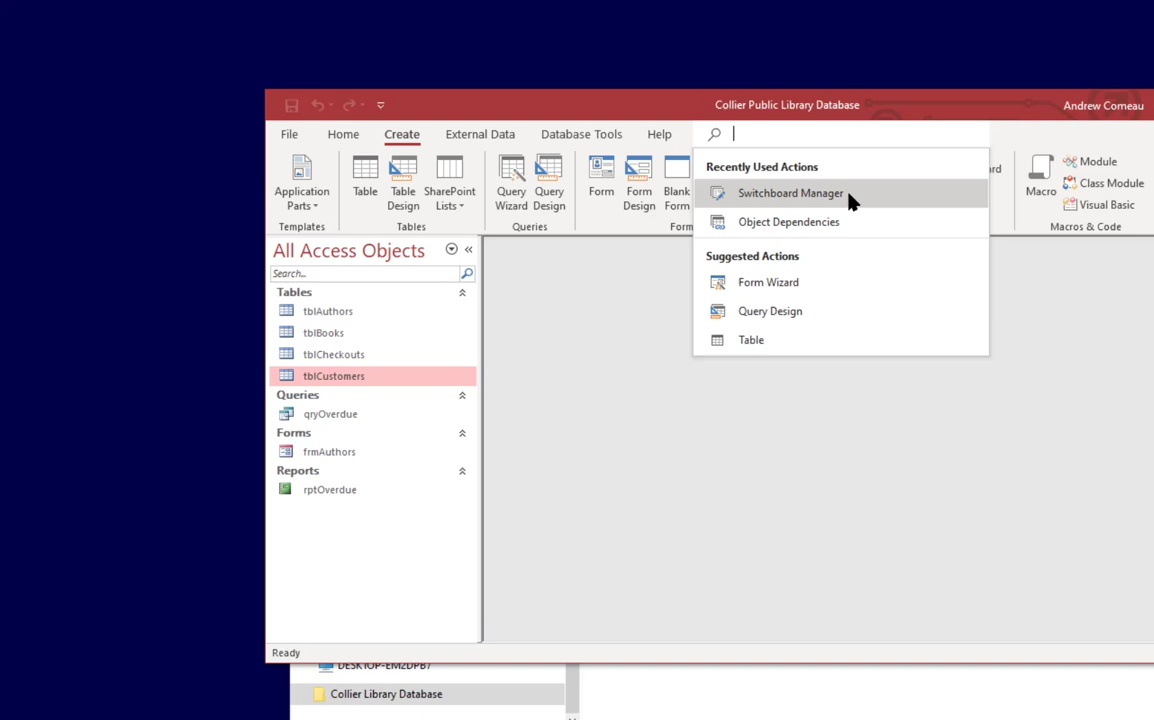 Collier Public Library Database
Andrew Comeau
File Home Create External Data Database Tools Help
Application Parts
Table
Table Design
SharePoint Lists
Query Wizard
Query Design
Form
Form Design
Blank Form
Macro
Module
Class Module
Visual Basic
Templates
Tables
Queries
Macros & Code
Recently Used Actions
Switchboard Manager
Object Dependencies
Suggested Actions
Form Wizard
Query Design
Table
All Access Objects
Search...
Tables
tblAuthors
tblBooks
tblCheckouts
tblCustomers
Queries
qryOverdue
Forms
frmAuthors
Reports
rptOverdue
Ready
Collier Library Database